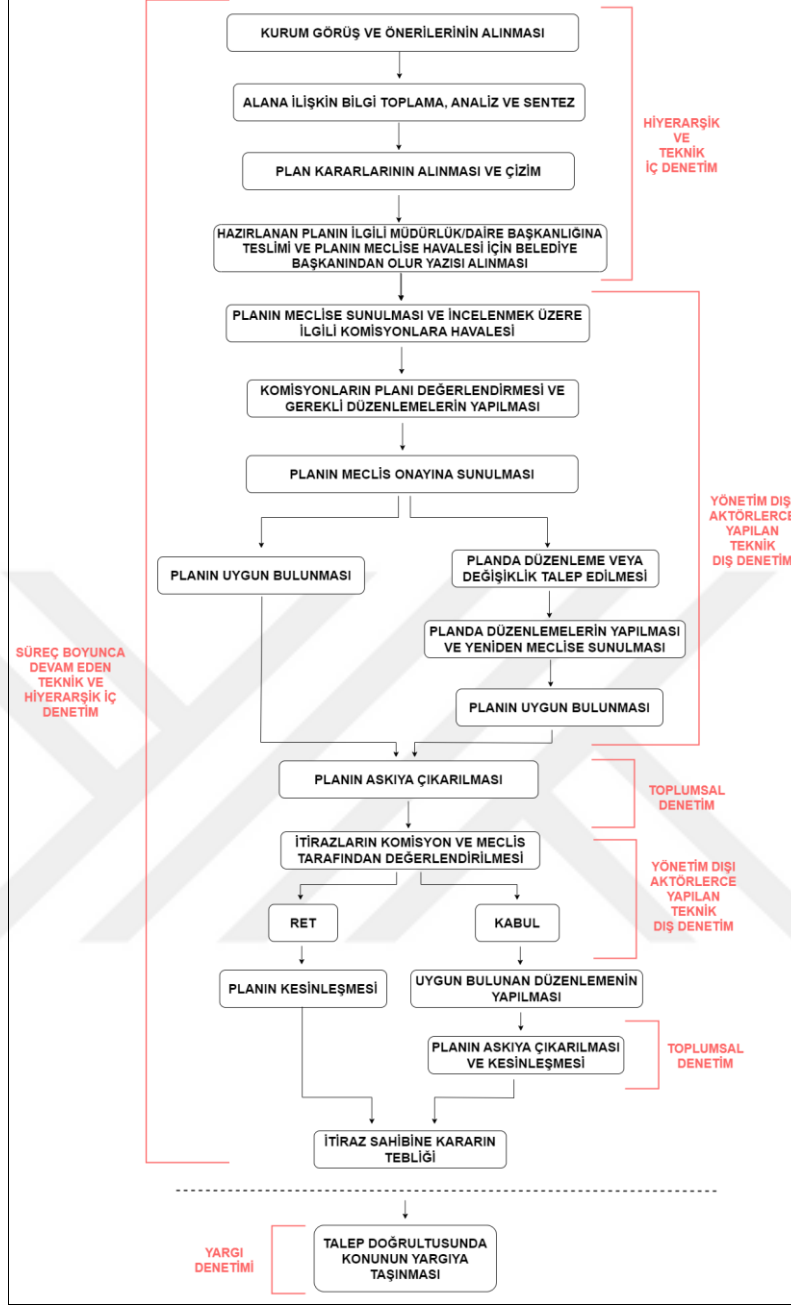 KURUM GÖRÜŞ VE ÖNERİLERİNİN ALINMASI
ALANA İLİŞKİN BİLGİ TOPLAMA, ANALİZ VE SENTEZ
HİYERARŞİK
VE
TEKNİK
İÇ DENETİM
PLAN KARARLARININ ALINMASI VE ÇİZİM
HAZIRLANAN PLANIN İLGİLİ MÜDÜRLÜK/DAİRE BAŞKANLIĞINA
TESLİMİ VE PLANIN MECLİSE HAVALESİ İÇİN BELEDİYE
BAŞKANINDAN OLUR YAZISI ALINMASI
PLANIN MECLİSE SUNULMASI VE İNCELENMEK ÜZERE
İLGİLİ KOMİSYONLARA HAVALESİ
KOMİSYONLARIN PLANI DEĞERLENDİRMESİ VE
GEREKLİ DÜZENLEMELERİN YAPILMASI
PLANIN MECLİS ONAYINA SUNULMASI
YÖNETİM DIŞI
AKTÖRLERCE
YAPILAN
TEKNİK
DIŞ DENETİM
PLANIN UYGUN BULUNMASI
PLANDA DÜZENLEME VEYA
DEĞİŞİKLİK TALEP EDİLMESİ
PLANDA DÜZENLEMELERİN YAPILMASI
VE YENİDEN MECLİSE SUNULMASI
SÜREÇ BOYUNCA
DEVAM EDEN
TEKNİK VE
HİYERARŞİK İÇ
DENETİM
PLANIN UYGUN BULUNMASI
PLANIN ASKIYA ÇIKARILMASI
TOPLUMSAL
DENETİM
İTİRAZLARIN KOMİSYON VE MECLİS
TARAFINDAN DEĞERLENDİRİLMESİ
YÖNETİM DIŞI
AKTÖRLERCE
YAPILAN
TEKNİK
DIŞ DENETİM
RET
KABUL
PLANIN KESİNLEŞMESİ
UYGUN BULUNAN DÜZENLEMENİN
YAPILMASI
PLANIN ASKIYA ÇIKARILMASI
VE KESİNLEŞMESİ
TOPLUMSAL
DENETİM
İTİRAZ SAHİBİNE KARARIN
TEBLİĞİ
YARGI
DENETİMİ
TALEP DOĞRULTUSUNDA
KONUNUN YARGIYA
TAŞINMASI